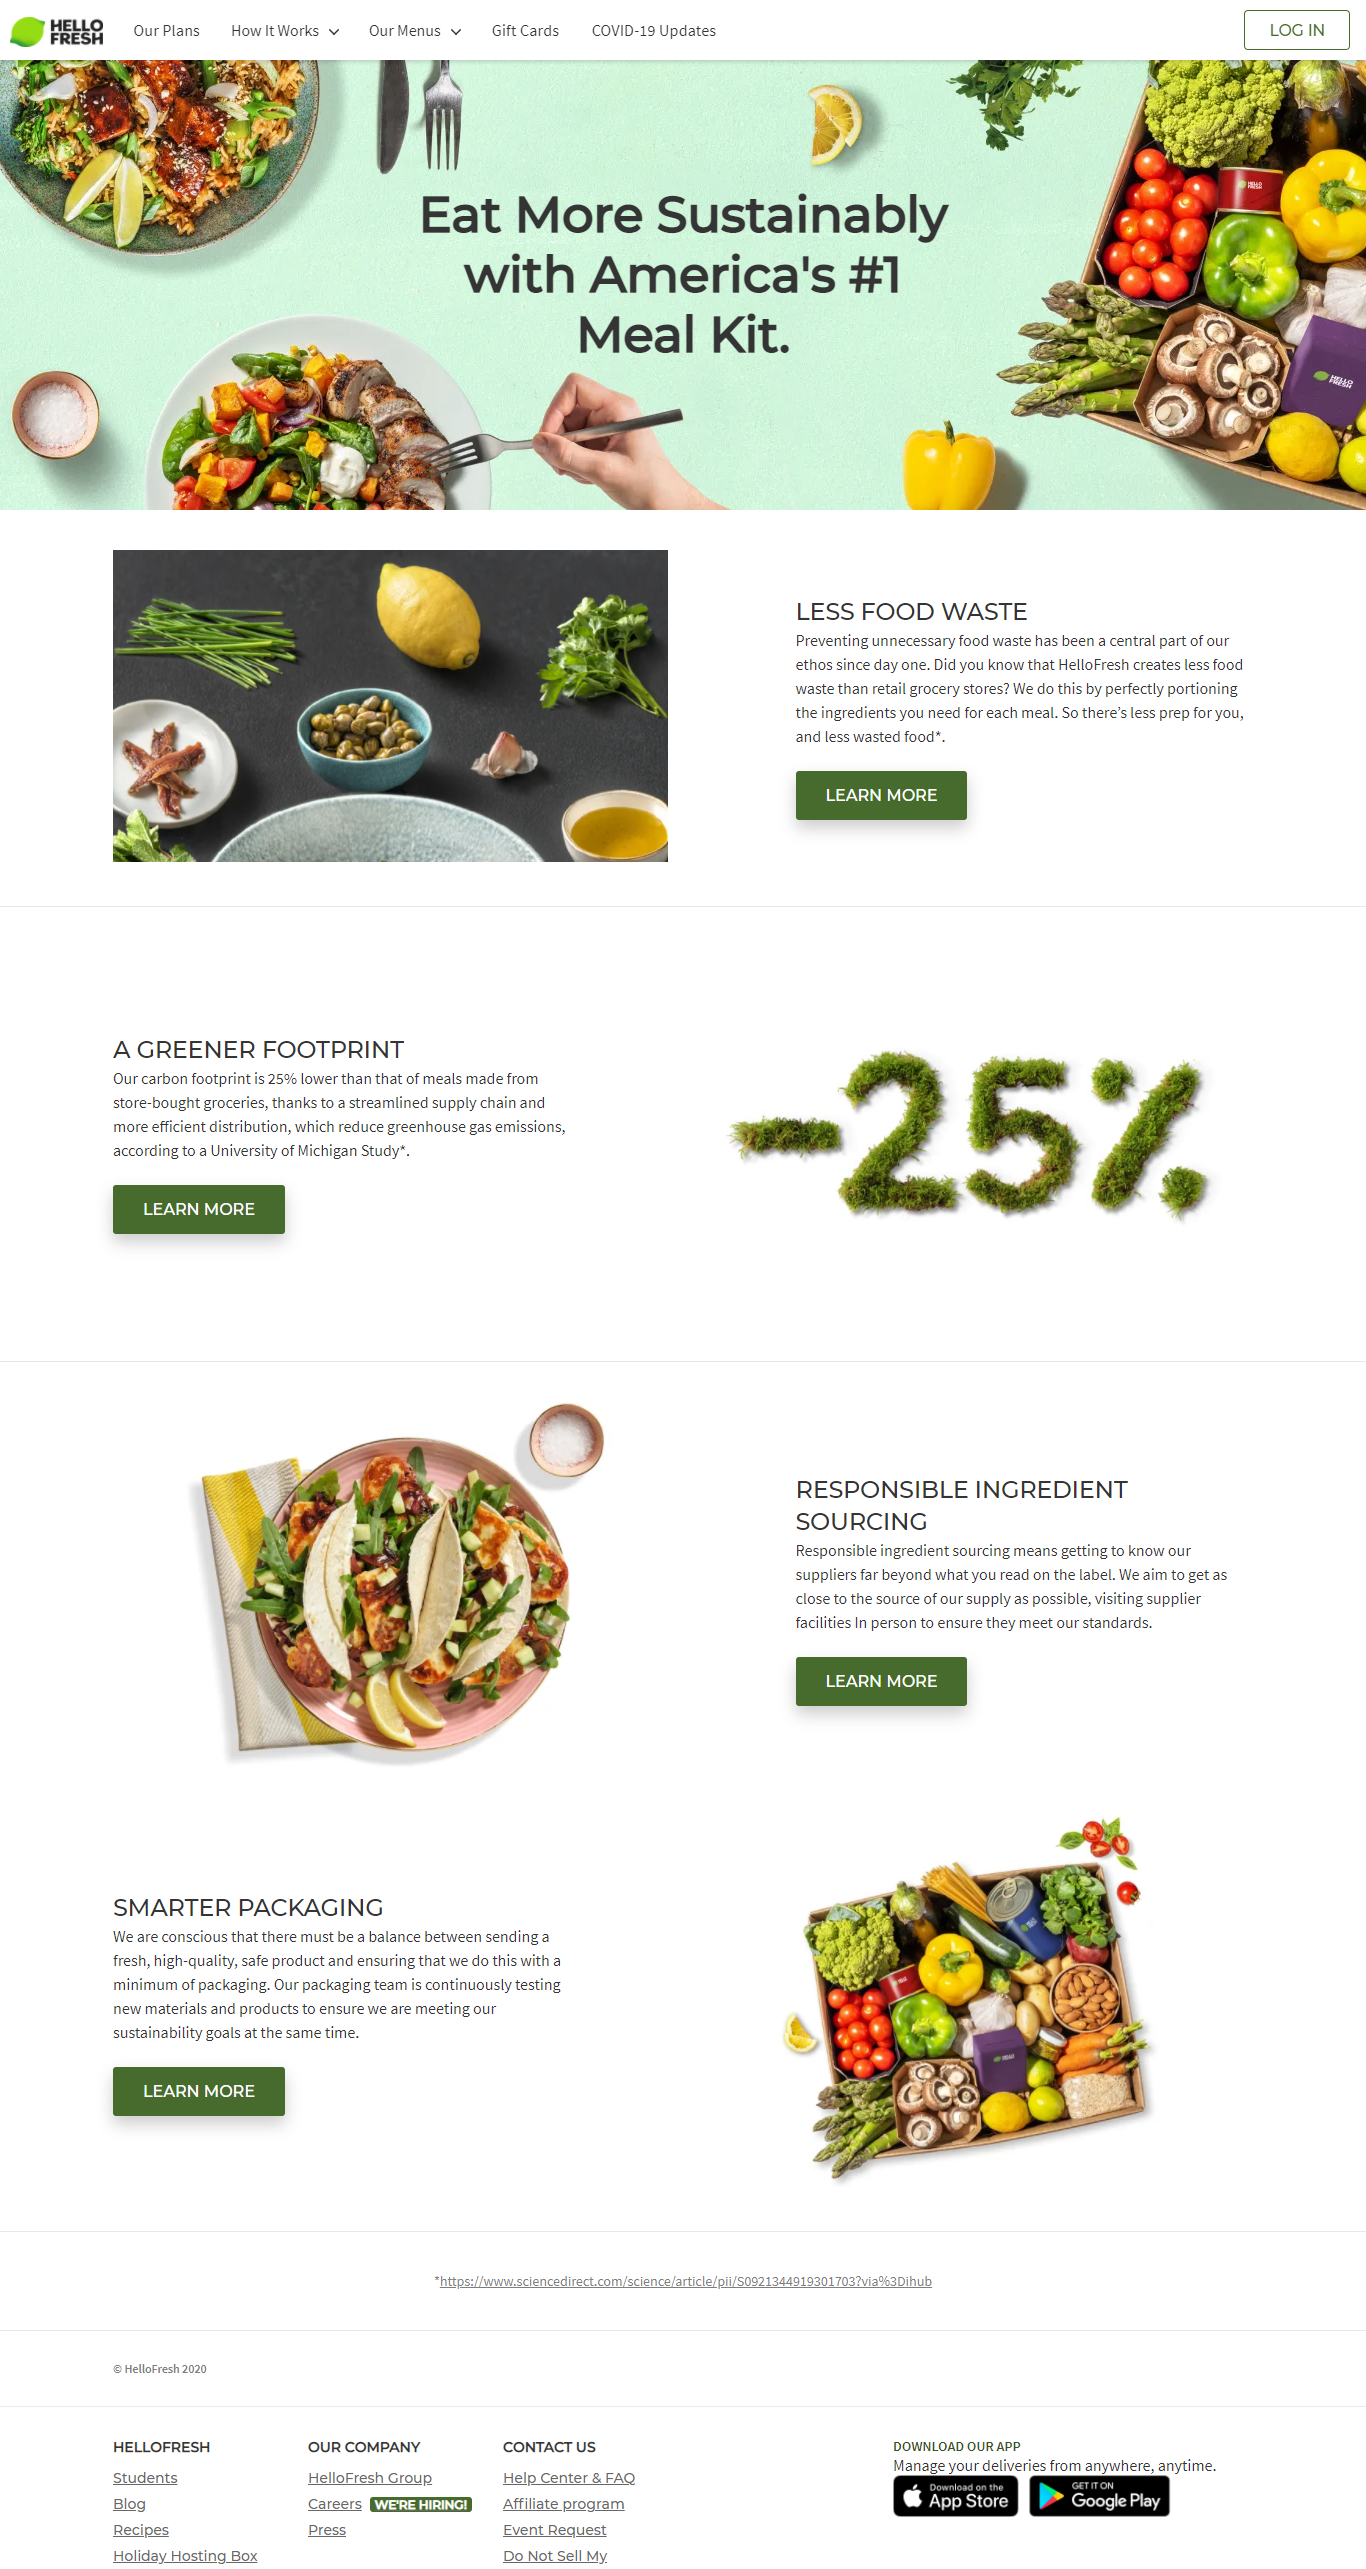 HELLO
FRESH
Our Plans
How It Works
Our Menus
Gift Cards
COVID-19 Updates
LOG IN
Eat More Sustainably
with America's #1
Meal Kit.
HELLO
FRESH
HELLO
FRESH
LESS FOOD WASTE
Preventing unnecessary food waste has been a central part of our
ethos since day one. Did you know that HelloFresh creates less food
waste than retail grocery stores? We do this by perfectly portioning
the ingredients you need for each meal. So there's less prep for you,
and less wasted food*.
LEARN MORE
A GREENER FOOTPRINT
Our carbon footprint is 25% lower than that of meals made from
store-bought groceries, thanks to a streamlined supply chain and
more efficient distribution, which reduce greenhouse gas emissions,
according to a University of Michigan Study*.
LEARN MORE
-25%
RESPONSIBLE INGREDIENT
SOURCING
Responsible ingredient sourcing means getting to know our
suppliers far beyond what you read on the label. We aim to get as
close to the source of our supply as possible, visiting supplier
facilities In person to ensure they meet our standards.
LEARN MORE
SMARTER PACKAGING
We are conscious that there must be a balance between sending a
fresh, high-quality, safe product and ensuring that we do this with a
minimum of packaging. Our packaging team is continuously testing
new materials and products to ensure we are meeting our
sustainability goals at the same time.
LEARN MORE
*https://www.sciencedirect.com/science/article/pii/S0921344919301703?via%3Dihub
© HelloFresh 2020
HELLOFRESH
Students
Blog
Recipes
Holiday Hosting Box
OUR COMPANY
HelloFresh Group
Careers WE'RE HIRING!
Press
CONTACT US
Help Center & FAQ
Affiliate program
Event Request
Do Not Sell My
DOWNLOAD OUR APP
Manage your deliveries from anywhere, anytime.
Download on the
App Store
GET IT ON
Google Play